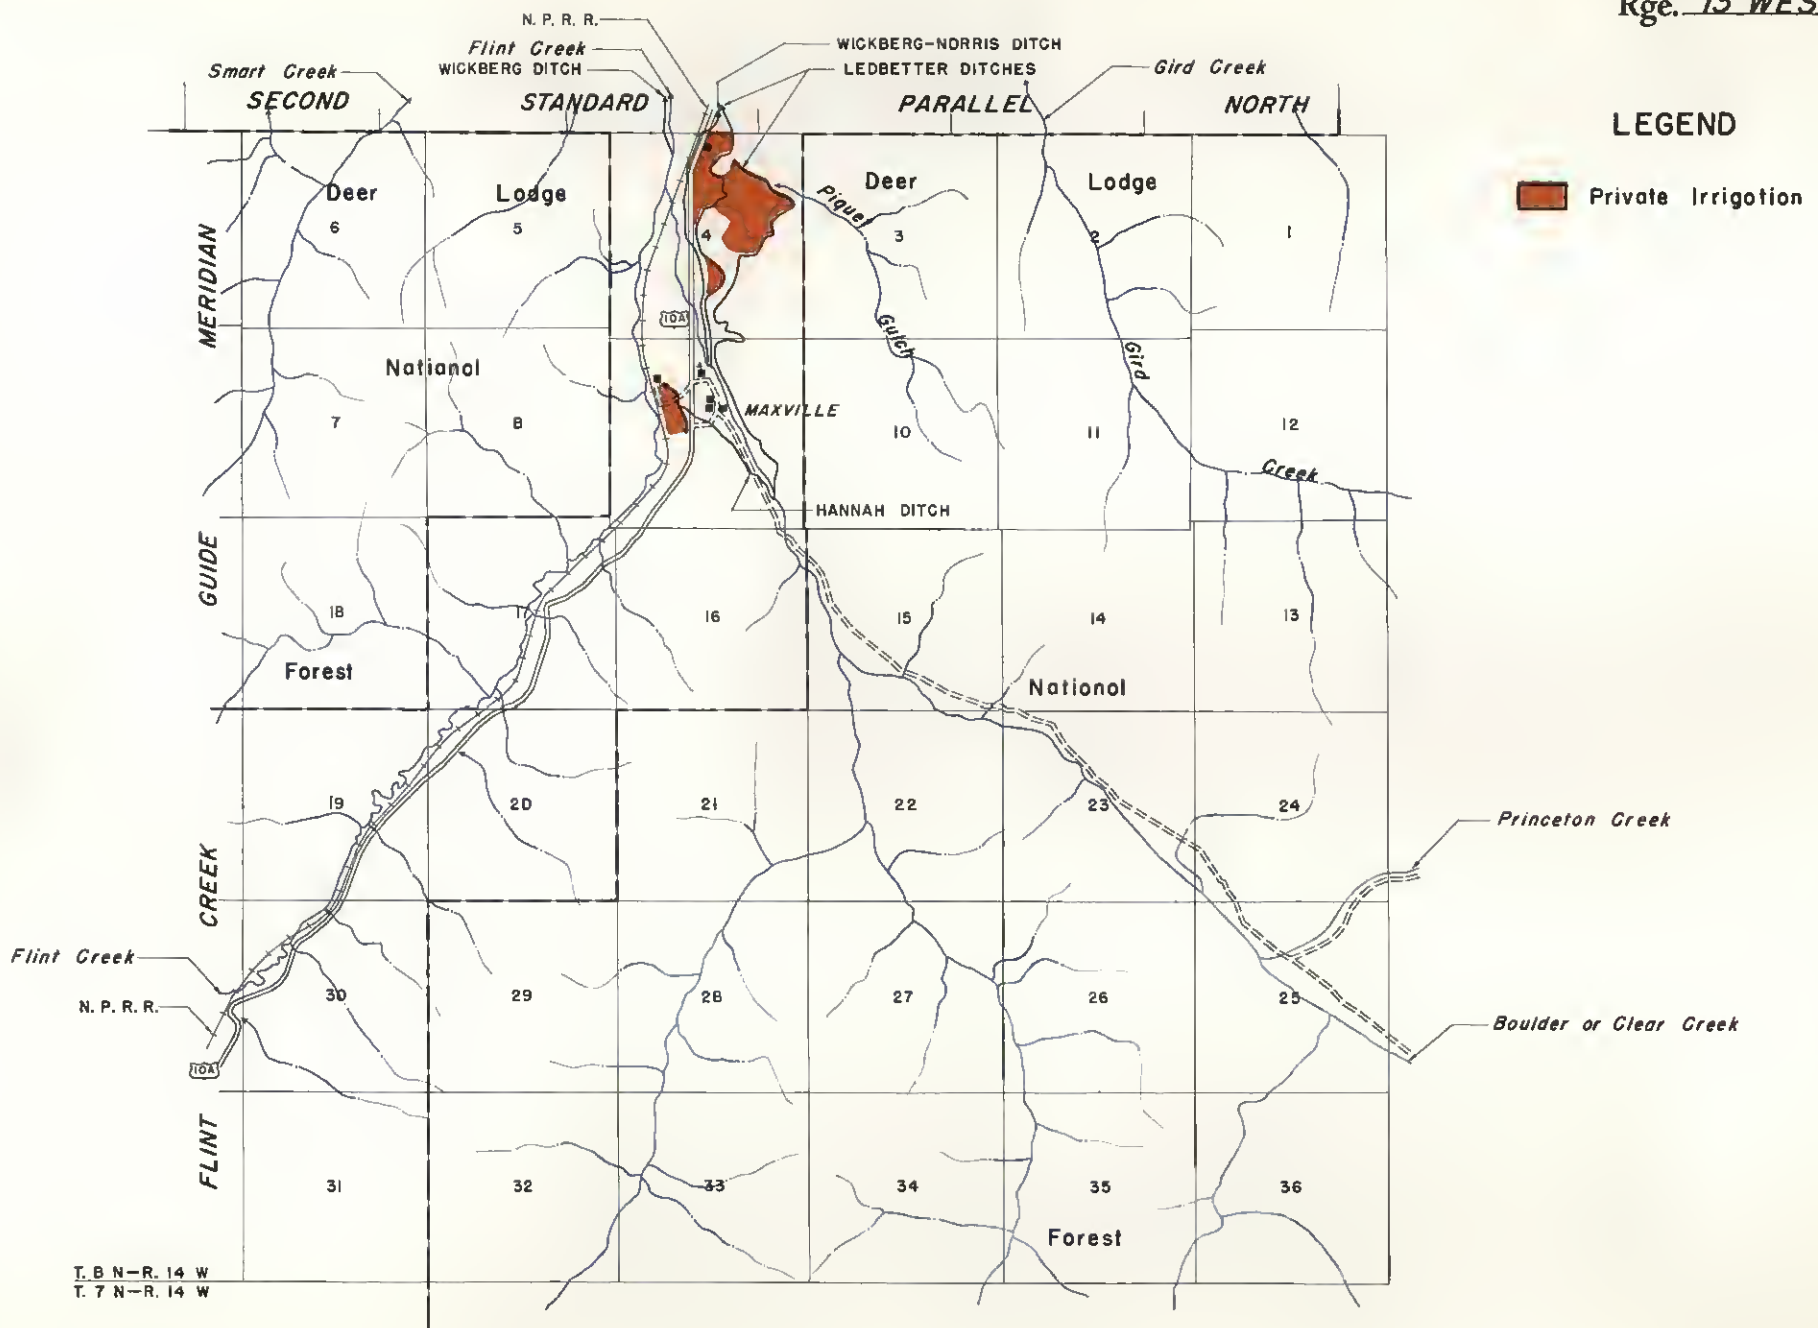 Rge. 13 WES
N. P. R. R.
Flint Creek
WICKBERG DITCH
WICKBERG-NORRIS DITCH
LEDBETTER DITCHES
Smart Creek
Gird Creek
SECOND STANDARD PARALLEL NORTH
LEGEND
Private Irrigation
Deer Lodge
Deer Lodge
Piquet
6 5 4 3 2 1
MERIDIAN
10A
Gulch
Gird
National
MAXVILLE
7 8 10 11 12
Creek
HANNAH DITCH
GUIDE
18 17 16 15 14 13
Forest
National
19 20 21 22 23 24
Princeton Creek
CREEK
Flint Creek
N. P. R. R.
30 29 28 27 26 25
Boulder or Clear Creek
10A
FLINT
31 32 33 34 35 36
Forest
T. 8 N—R. 14 W
T. 7 N—R. 14 W